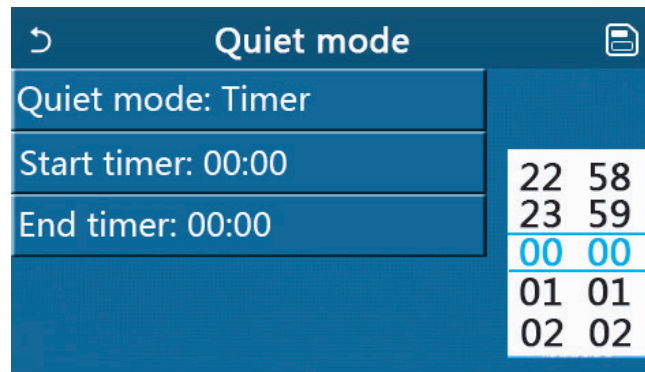 Quiet mode
Quiet mode: Timer
Start timer: 00:00
End timer: 00:00
22 58
23 59
00 00
01 01
02 02